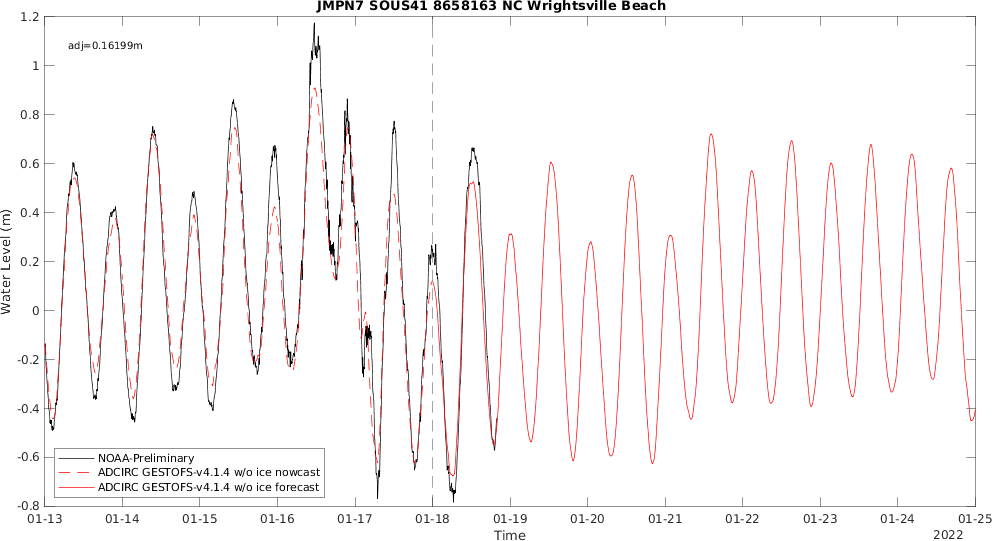 JMPN7 SOUS41 8658163 NC Wrightsville Beach
adj=0.16199m
Water Level (m)
1.2
1
0.8
0.6
0.4
0.2
0
-0.2
-0.4
-0.6
-0.8
NOAA-Preliminary
ADCIRC GESTOFS-v4.1.4 w/o ice nowcast
ADCIRC GESTOFS-v4.1.4 w/o ice forecast
01-13 01-14 01-15 01-16 01-17 01-18 01-19 01-20 01-21 01-22 01-23 01-24 01-25
Time
2022